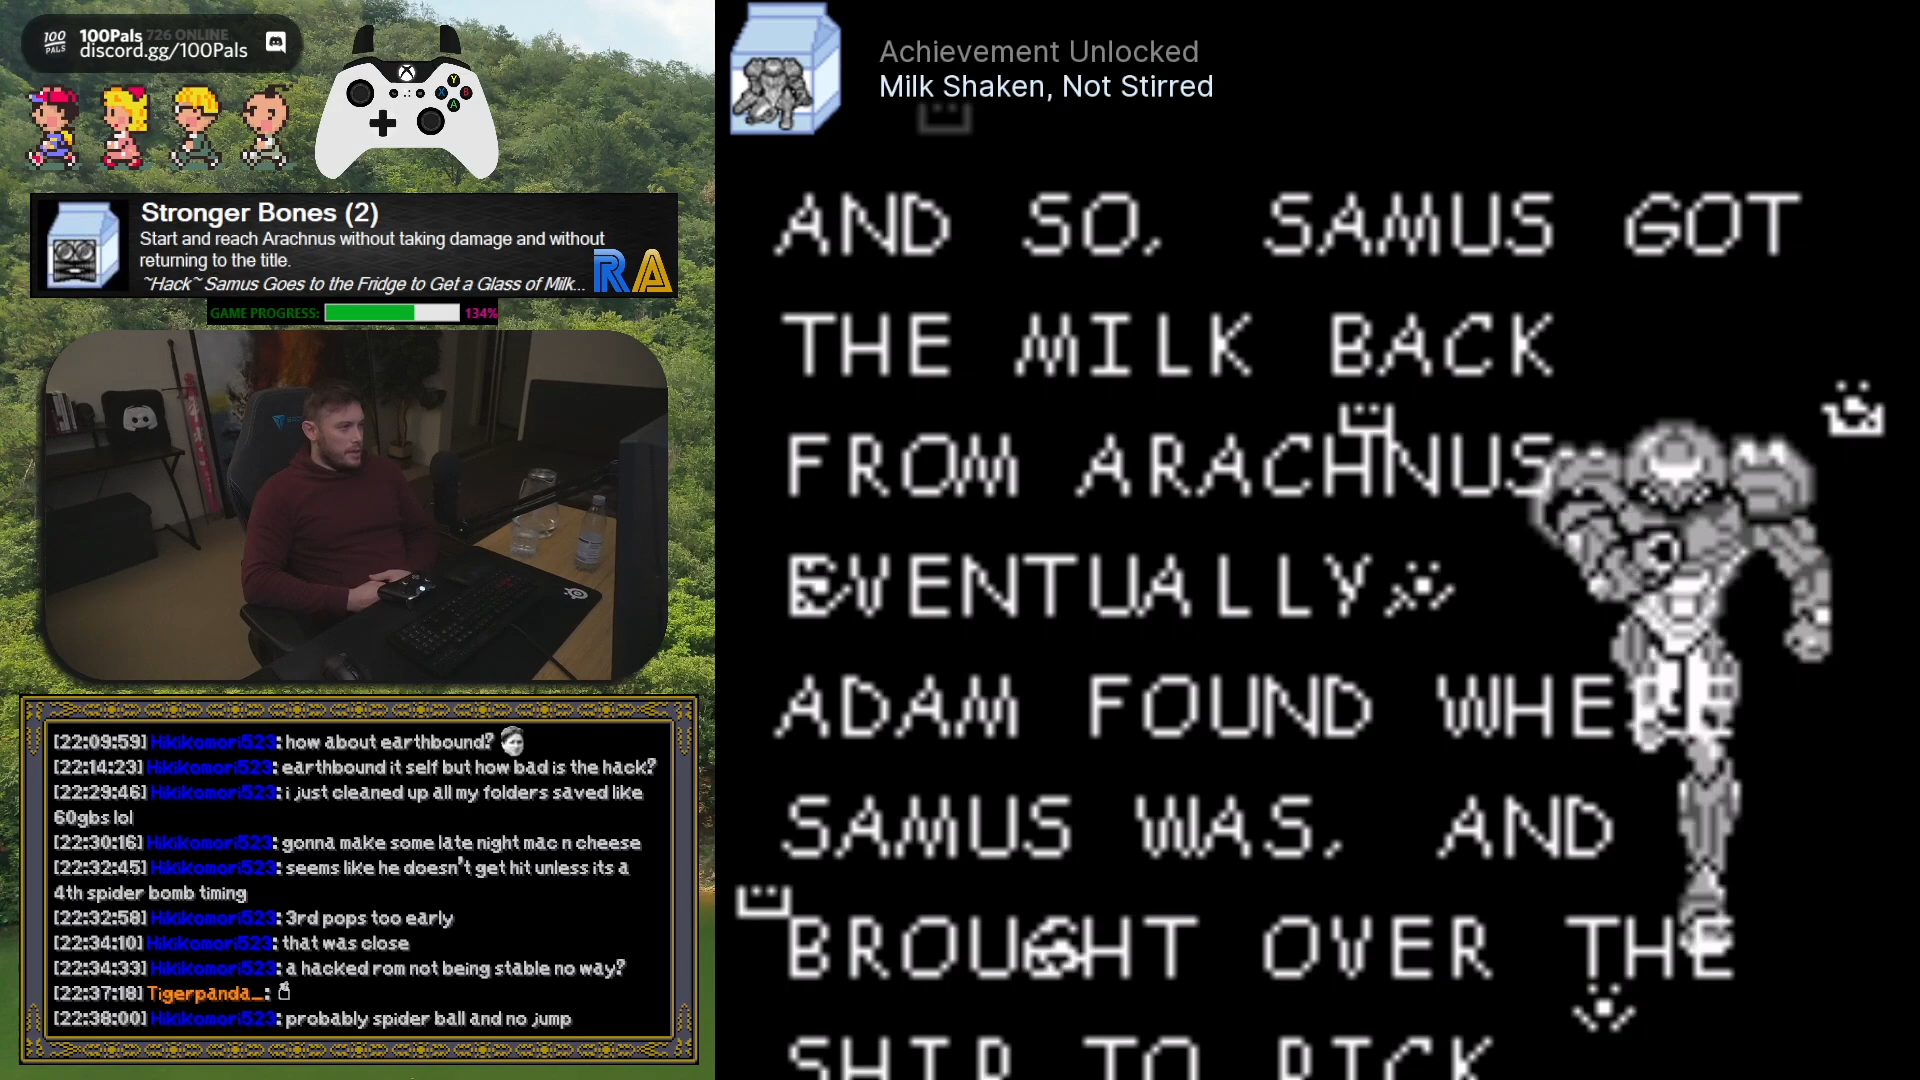 100 PALS
100Pals 726 ONLINE
discord.gg/100Pals
Y
X B
A
Stronger Bones (2)
Start and reach Arachnus without taking damage and without
returning to the title.
~Hack~ Samus Goes to the Fridge to Get a Glass of Milk...
RA
GAME PROGRESS: 134%
[22:09:59] Hikikomori523: how about earthbound?
[22:14:23] Hikikomori523: earthbound it self but how bad is the hack?
[22:29:46] Hikikomori523: i just cleaned up all my folders saved like
60gbs lol
[22:30:16] Hikikomori523: gonna make some late night mac n cheese
[22:32:45] Hikikomori523: seems like he doesn't get hit unless its a
4th spider bomb timing
[22:32:58] Hikikomori523: 3rd pops too early
[22:34:10] Hikikomori523: that was close
[22:34:33] Hikikomori523: a hacked rom not being stable no way?
[22:37:18] Tigerpanda_:
[22:38:00] Hikikomori523: probably spider ball and no jump
Achievement Unlocked
Milk Shaken, Not Stirred
AND SO, SAMUS GOT
THE MILK BACK
FROM ARACHNUS
EVENTUALLY
ADAM FOUND WHERE
SAMUS WAS, AND
BROUGHT OVER THE
SHIP TO PICK